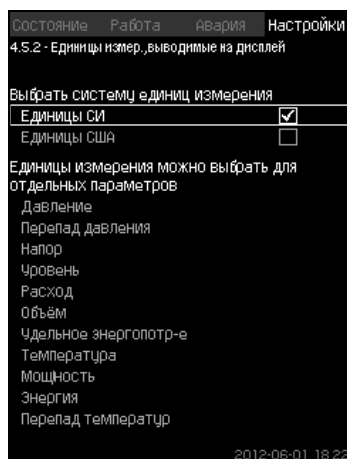 Состояние Работа Авария Настройки
4.5.2 - Единицы измер.,выводимые на дисплей
Выбрать систему единиц измерения
Единицы СИ
Единицы США
Единицы измерения можно выбрать для
отдельных параметров
Давление
Перепад давления
Напор
Уровень
Расход
Объём
Удельное энергопотр-е
Температура
Мощность
Энергия
Перепад температур
2012-06-01 18:22